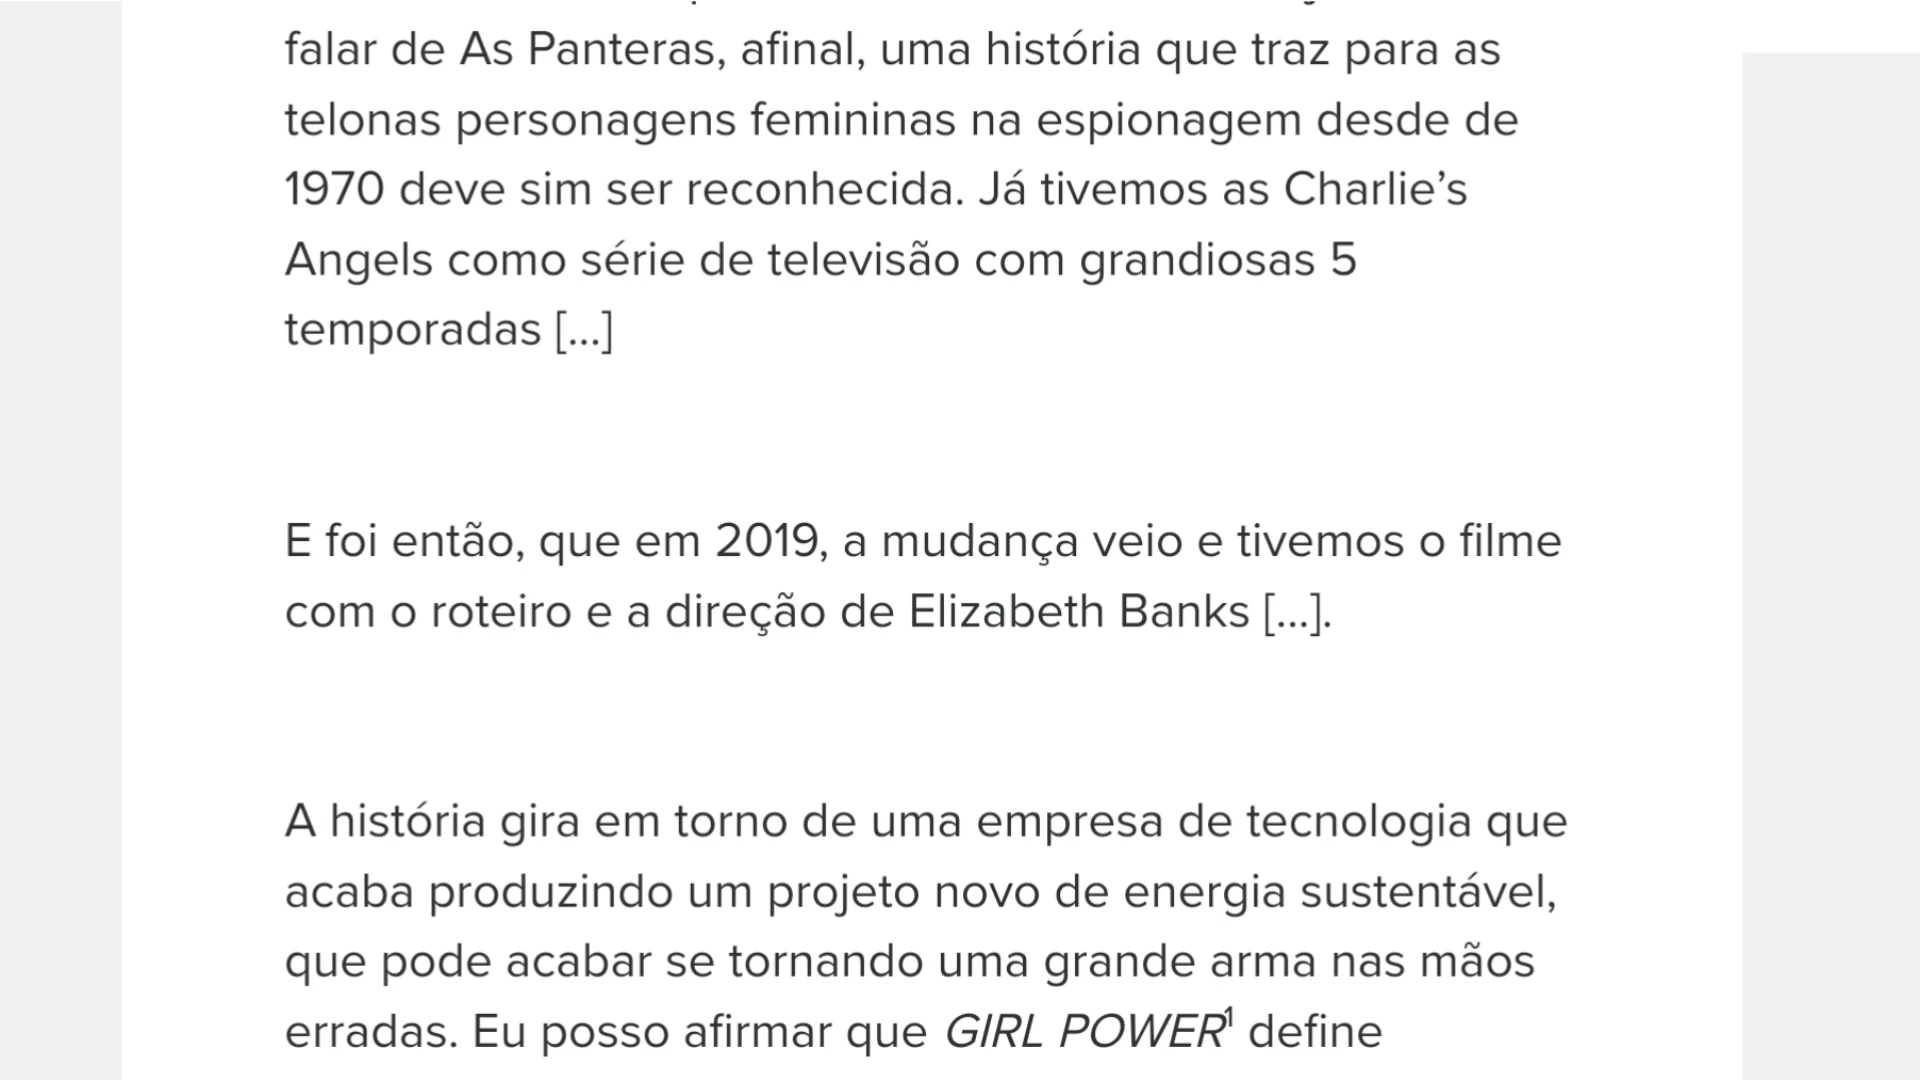 falar de As Panteras, afinal, uma história que traz para as
telonas personagens femininas na espionagem desde de
1970 deve sim ser reconhecida. Já tivemos as Charlie’s
Angels como série de televisão com grandiosas 5
temporadas [...]
E foi então, que em 2019, a mudança veio e tivemos o filme
com o roteiro e a direção de Elizabeth Banks [...].
A história gira em torno de uma empresa de tecnologia que
acaba produzindo um projeto novo de energia sustentável,
que pode acabar se tornando uma grande arma nas mãos
erradas. Eu posso afirmar que GIRL POWER¹ define